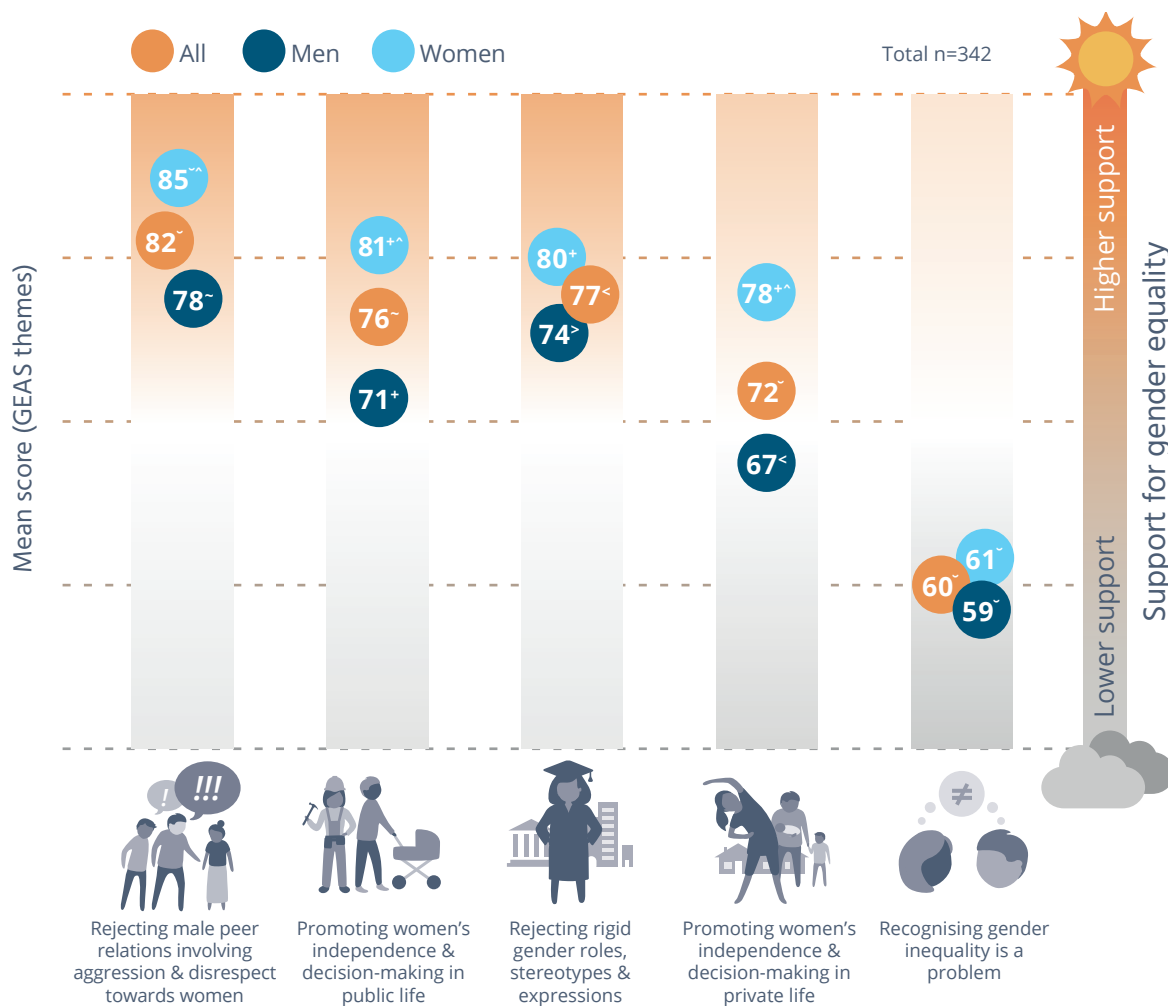 All
Men
Women
Total n=342
Mean score (GEAS themes)
85˘^
82˘
78~
81+^
76~
71+
80+
77<
74>
78+^
72˘
67<
61˘
60˘
59˘
Higher support
Lower support
Support for gender equality
!
!!!
≠
Rejecting male peer
relations involving
aggression & disrespect
towards women
Promoting women’s
independence &
decision-making in
public life
Rejecting rigid
gender roles,
stereotypes &
expressions
Promoting women’s
independence &
decision-making in
private life
Recognising gender
inequality is a
problem